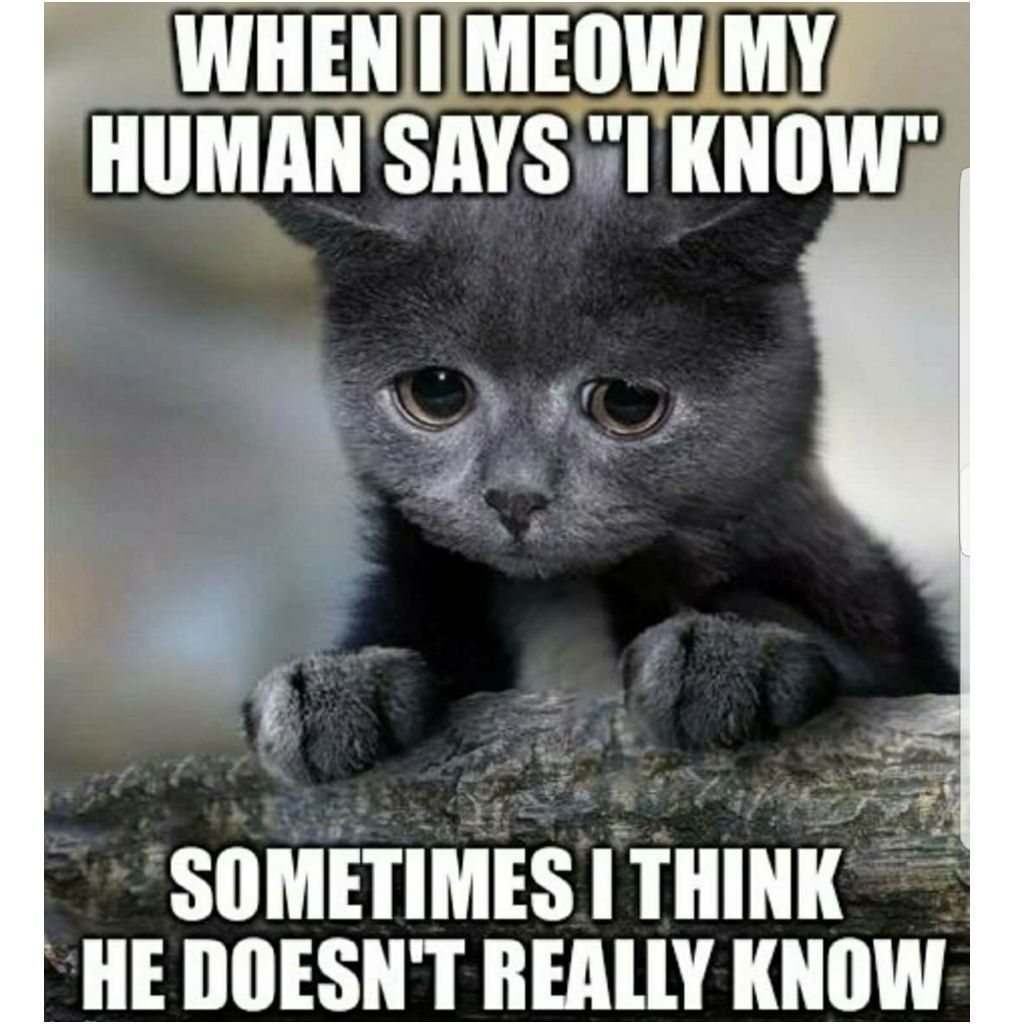 WHEN I MEOW MY
HUMAN SAYS "I KNOW"
SOMETIMES I THINK
HE DOESN'T REALLY KNOW